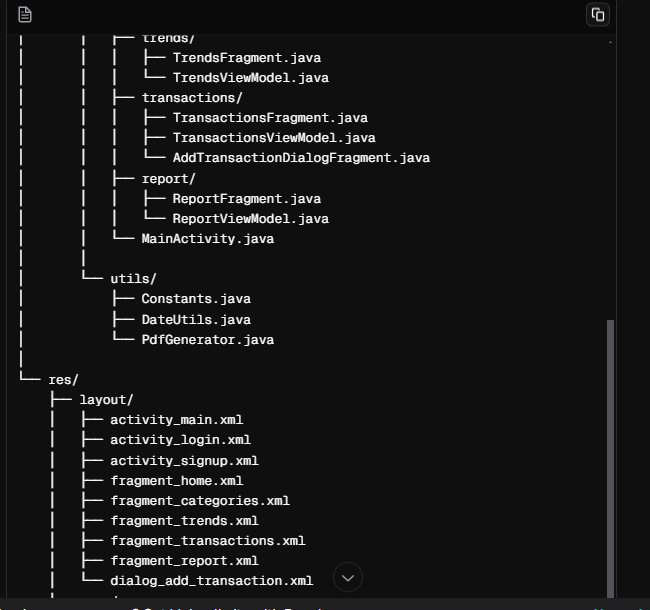 │       │   ├── trends/
│       │   │   ├── TrendsFragment.java
│       │   │   └── TrendsViewModel.java
│       │   ├── transactions/
│       │   │   ├── TransactionsFragment.java
│       │   │   ├── TransactionsViewModel.java
│       │   │   └── AddTransactionDialogFragment.java
│       │   ├── report/
│       │   │   ├── ReportFragment.java
│       │   │   └── ReportViewModel.java
│       │   └── MainActivity.java
│       │
│       └── utils/
│           ├── Constants.java
│           ├── DateUtils.java
│           └── PdfGenerator.java
│
└── res/
    ├── layout/
    │   ├── activity_main.xml
    │   ├── activity_login.xml
    │   ├── activity_signup.xml
    │   ├── fragment_home.xml
    │   ├── fragment_categories.xml
    │   ├── fragment_trends.xml
    │   ├── fragment_transactions.xml
    │   ├── fragment_report.xml
    │   └── dialog_add_transaction.xml